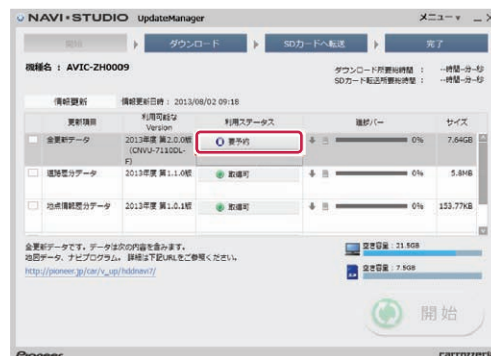 NAVI*STUDIO UpdateManager
メニュー
開始 ダウンロード SDカードへ転送 完了
機種名 : AVIC-ZH0009
ダウンロード所要総時間 : --時間-分-秒
SDカード転送所要総時間 : --時間-分-秒
情報更新 情報更新日時 : 2013/08/02 09:18
更新項目 利用可能なVersion 利用ステータス 進捗バー サイズ
全更新データ 2013年度 第2.0.0版 (CNVU-7110DL-F) 要予約 0% 7.64GB
道路差分データ 2013年度 第1.1.0版 取得可 0% 5.8MB
地点情報差分データ 2013年度 第1.0.1版 取得可 0% 153.77KB
全更新データです。データは次の内容を含みます。
地図データ、ナビプログラム。 詳細は下記URLをご参照ください。
http://pioneer.jp/car/v_up/hddnavi7/
空き容量 : 21.5GB
空き容量 : 7.5GB
開始
Pioneer carrozzeria